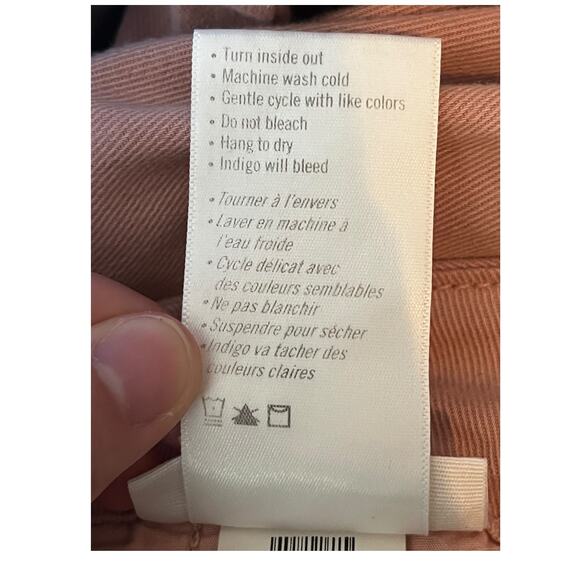 • Turn inside out
• Machine wash cold
• Gentle cycle with like colors
• Do not bleach
• Hang to dry
• Indigo will bleed
• Tourner à l'envers
• Laver en machine à
l'eau froide
• Cycle délicat avec
des couleurs semblables
• Ne pas blanchir
• Suspendre pour sécher
• Indigo va tacher des
couleurs claires